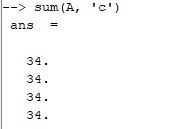 --> sum(A, 'c')
ans  =
34.
34.
34.
34.